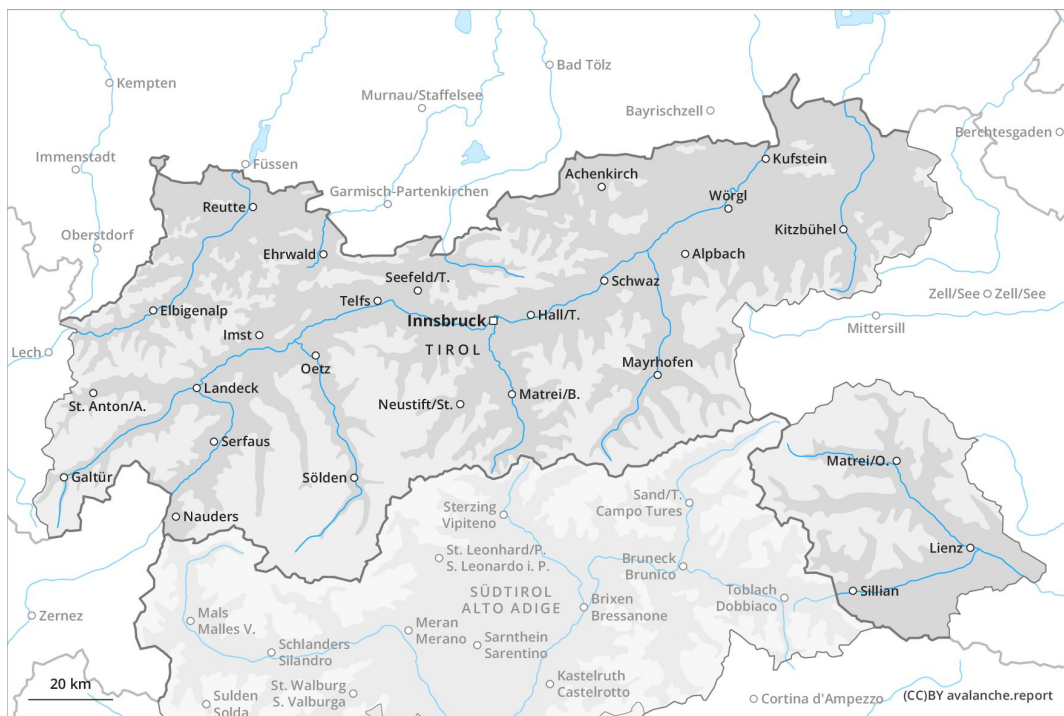 Kempten
Bad Tölz
Murnau/Staffelsee
Bayrischzell
Berchtesgaden
Immenstadt
Füssen
Kufstein
Garmisch-Partenkirchen
Achenkirch
Reutte
Wörgl
Oberstdorf
Kitzbühel
Ehrwald
Alpbach
Seefeld/T.
Schwaz
Telfs
Zell/See
Zell/See
Elbigenalp
Innsbruck
Hall/T.
Mittersill
Imst
TIROL
Lech
Oetz
Mayrhofen
Landeck
St. Anton/A.
Neustift/St.
Matrei/B.
Serfaus
Matrei/O.
Galtür
Sölden
Sand/T.
Campo Tures
Sterzing
Vipiteno
Nauders
Lienz
St. Leonhard/P.
S. Leonardo i. P.
Bruneck
Brunico
SÜDTIROL
ALTO ADIGE
Toblach
Dobbiaco
Sillian
Zernez
Mals
Malles V.
Brixen
Bressanone
Meran
Merano
Sarnthein
Sarentino
Schlanders
Silandro
20 km
St. Walburg
S. Valburga
Kastelruth
Castelrotto
Sulden
Solda
Cortina d'Ampezzo
(CC)BY avalanche.report